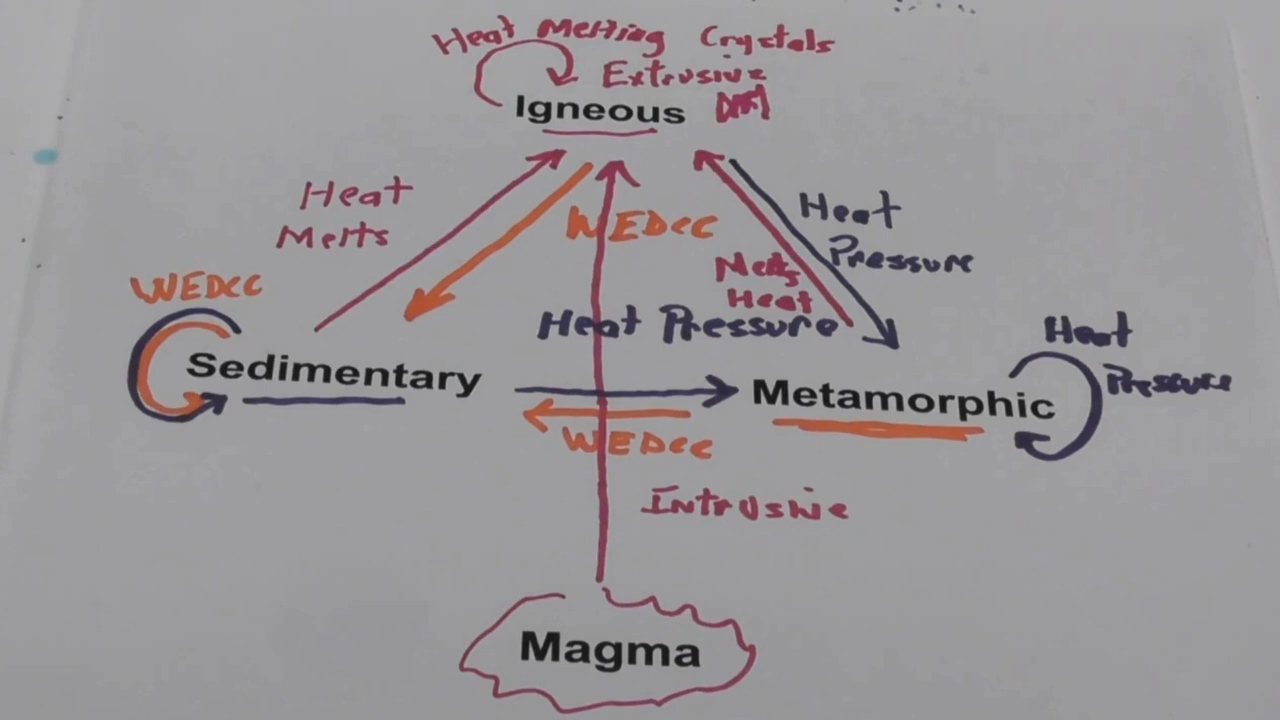 Heat Melting Crystals
Extrusive
Igneous
Heat
Melts
WEDCC
Heat
Pressure
Melts
Heat
WEDCC
Heat Pressure
Heat
Pressure
Sedimentary
Metamorphic
WEDCC
Intrusive
Magma